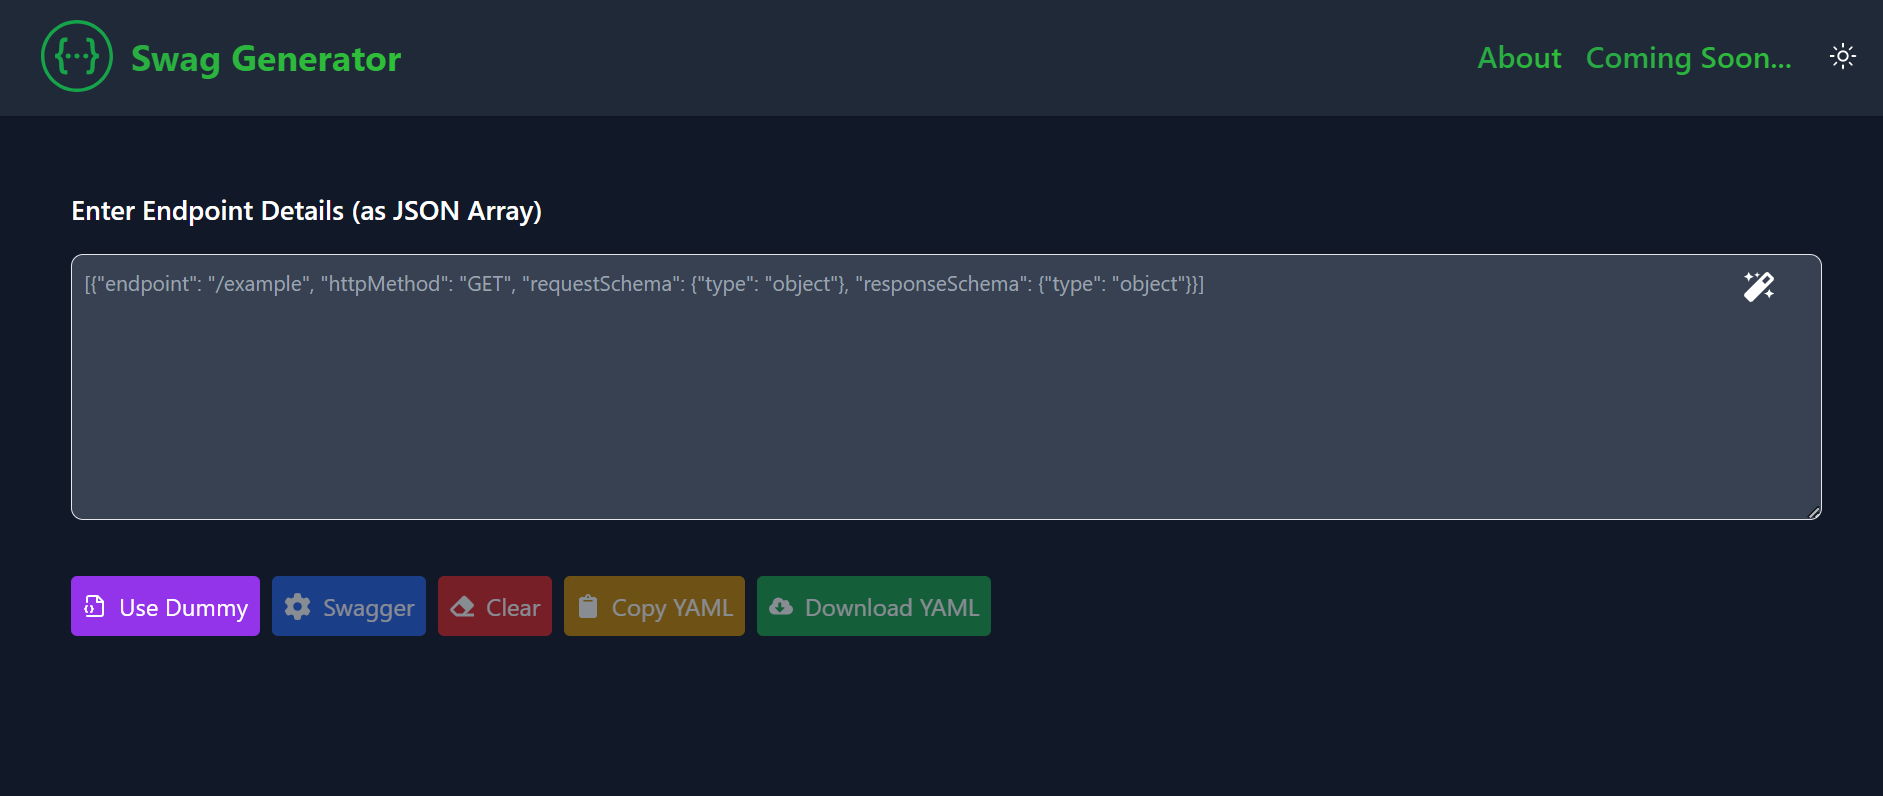 Swag Generator
About
Coming Soon...
Enter Endpoint Details (as JSON Array)
[{"endpoint": "/example", "httpMethod": "GET", "requestSchema": {"type": "object"}, "responseSchema": {"type": "object"}}]
Use Dummy
Swagger
Clear
Copy YAML
Download YAML